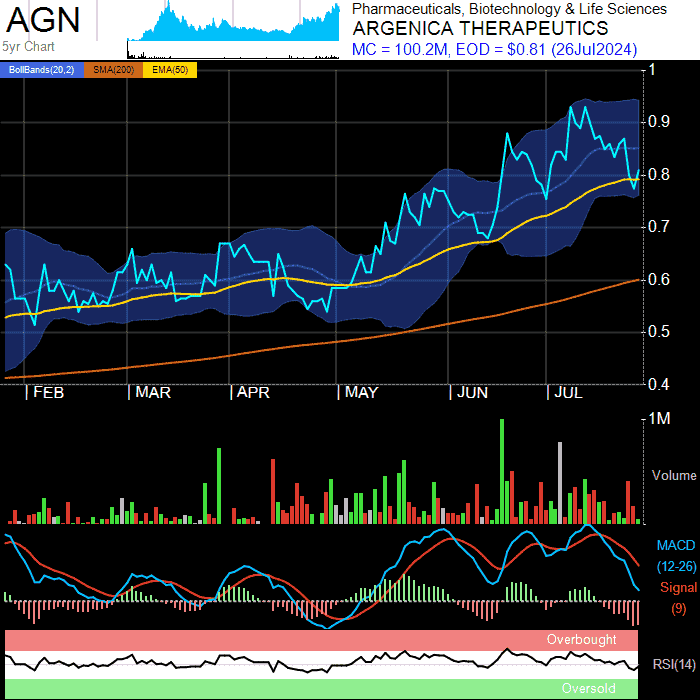 AGN
5yr Chart
Pharmaceuticals, Biotechnology & Life Sciences
ARGENICA THERAPEUTICS
MC = 100.2M, EOD = $0.81 (26Jul2024)
BollBands(20,2) SMA(200) EMA(50)
1
0.9
0.8
0.7
0.6
0.5
0.4
FEB MAR APR MAY JUN JUL
1M
Volume
MACD
(12-26)
Signal
(9)
Overbought
RSI(14)
Oversold